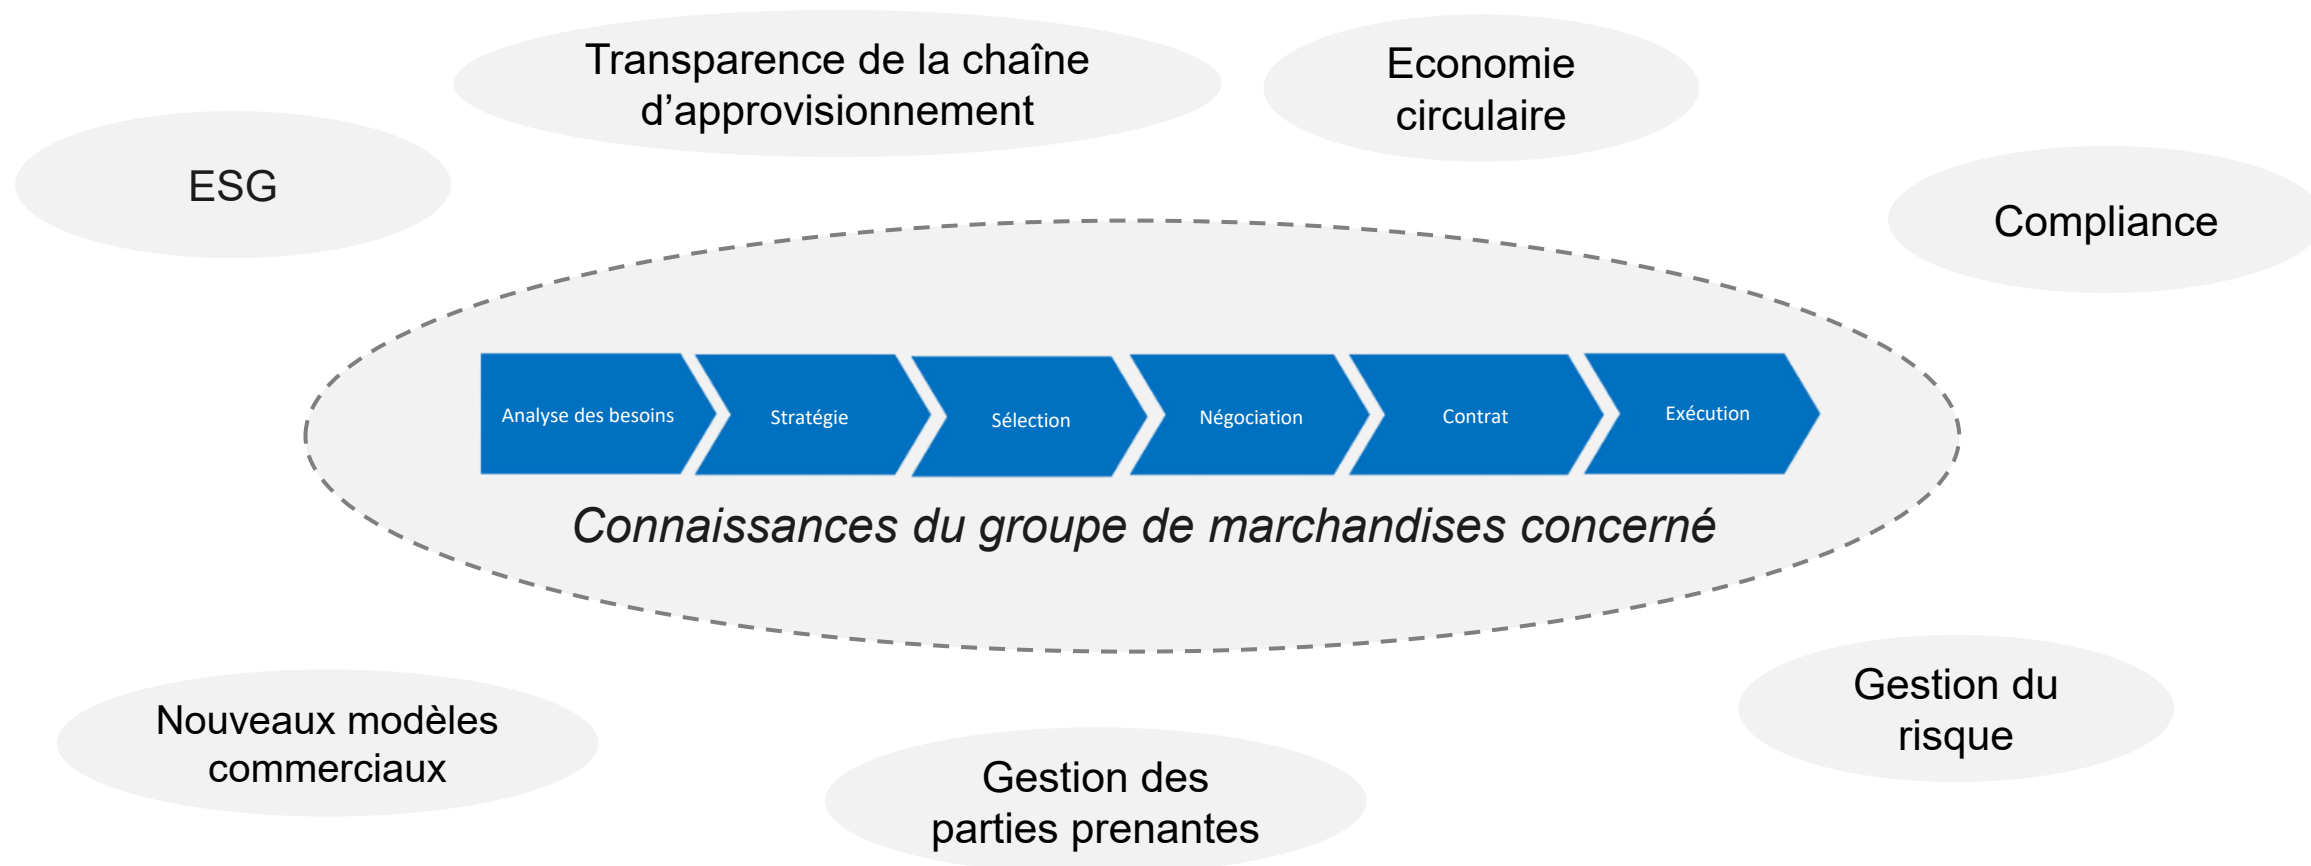 Transparence de la chaîne
d’approvisionnement
Economie
circulaire
ESG
Compliance
Analyse des besoins
Stratégie
Sélection
Négociation
Contrat
Exécution
Connaissances du groupe de marchandises concerné
Nouveaux modèles
commerciaux
Gestion des
parties prenantes
Gestion du
risque